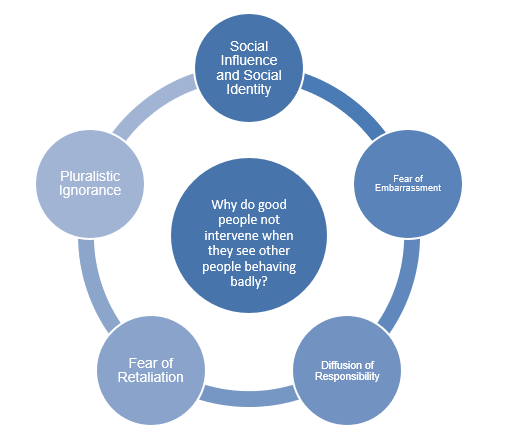 Social
Influence
and Social
Identity
Fear of
Embarrassment
Diffusion of
Responsibility
Fear of
Retaliation
Pluralistic
Ignorance
Why do good
people not
intervene when
they see other
people behaving
badly?